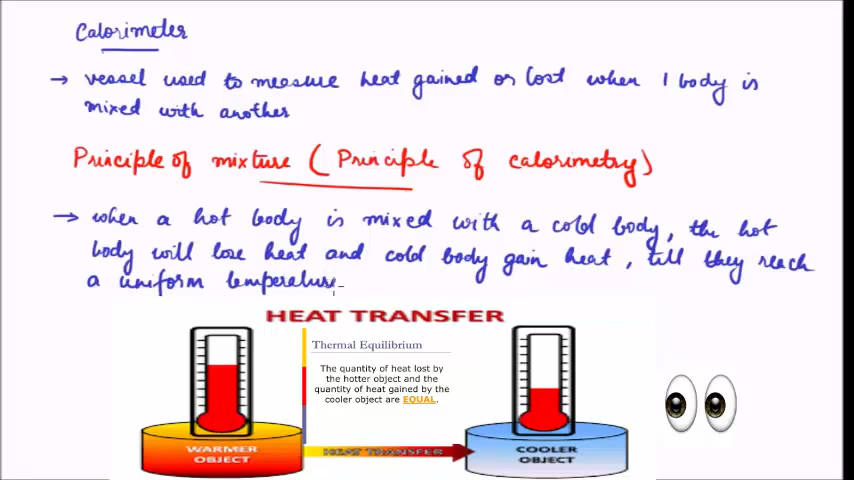 Calorimeter
→ vessel used to measure heat gained or lost when 1 body is
mixed with another
Principle of mixture (Principle of calorimetry)
→ when a hot body is mixed with a cold body, the hot
body will lose heat and cold body gain heat, till they reach
a uniform temperature
HEAT TRANSFER
Thermal Equilibrium
The quantity of heat lost by
the hotter object and the
quantity of heat gained by the
cooler object are EQUAL.
WARMER
OBJECT
HEAT TRANSFER
COOLER
OBJECT